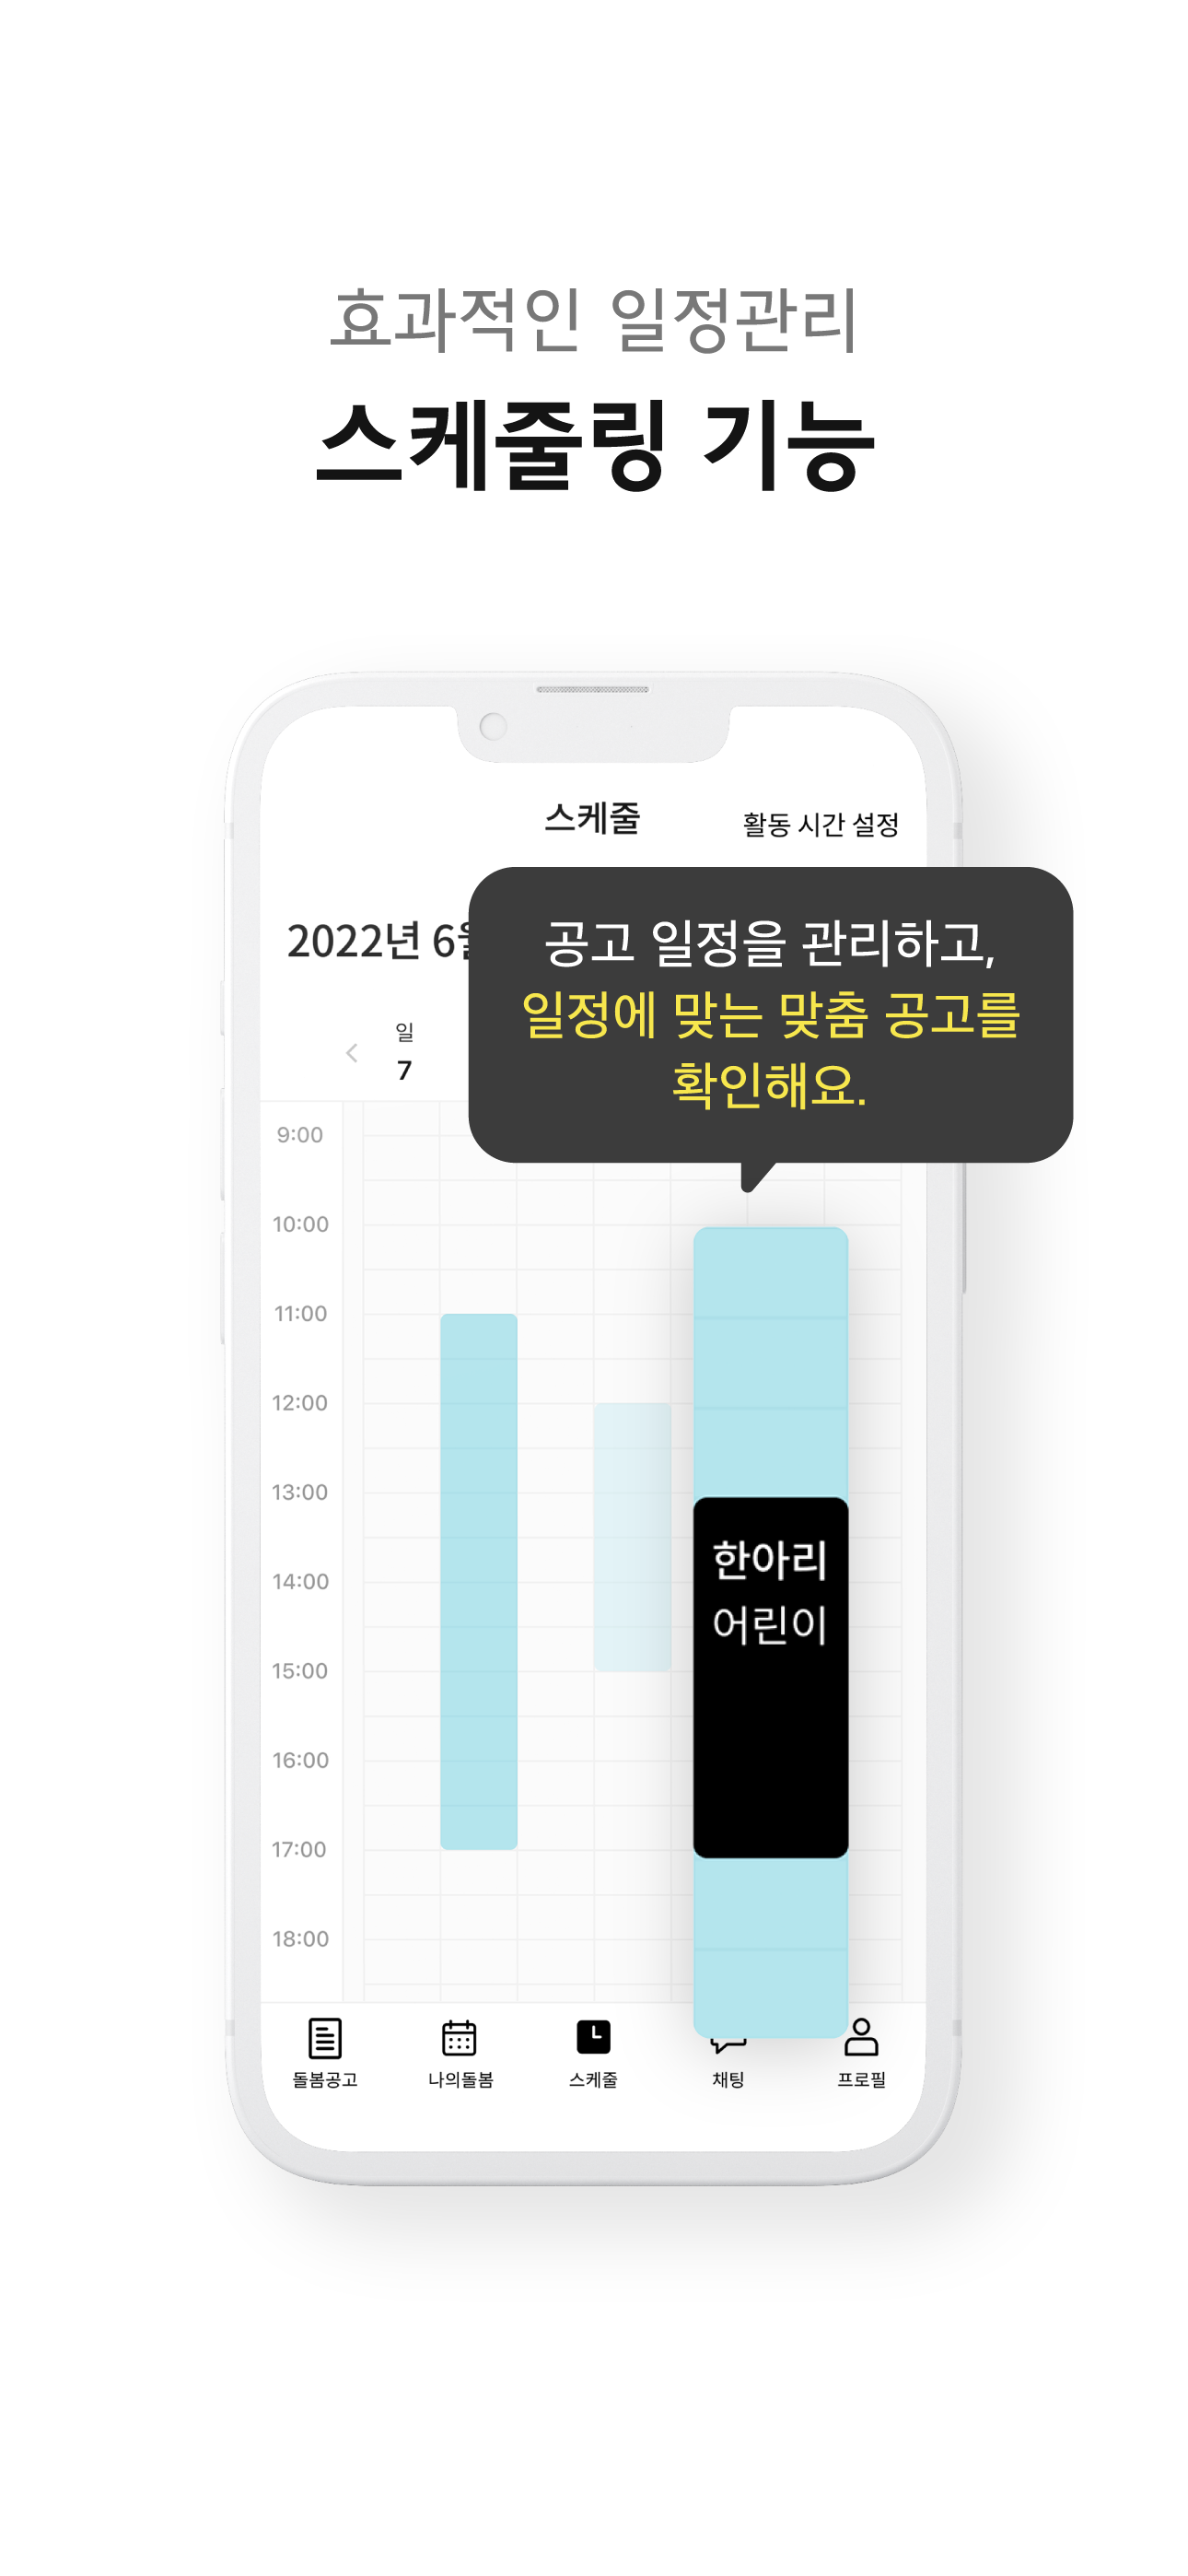 효과적인 일정관리
스케줄링 기능
스케줄
활동 시간 설정
2022년 6월
공고 일정을 관리하고,
일정에 맞는 맞춤 공고를
확인해요.
일
7
9:00
10:00
11:00
12:00
13:00
14:00
15:00
16:00
17:00
18:00
한아리
어린이
돌봄공고
나의돌봄
스케줄
채팅
프로필